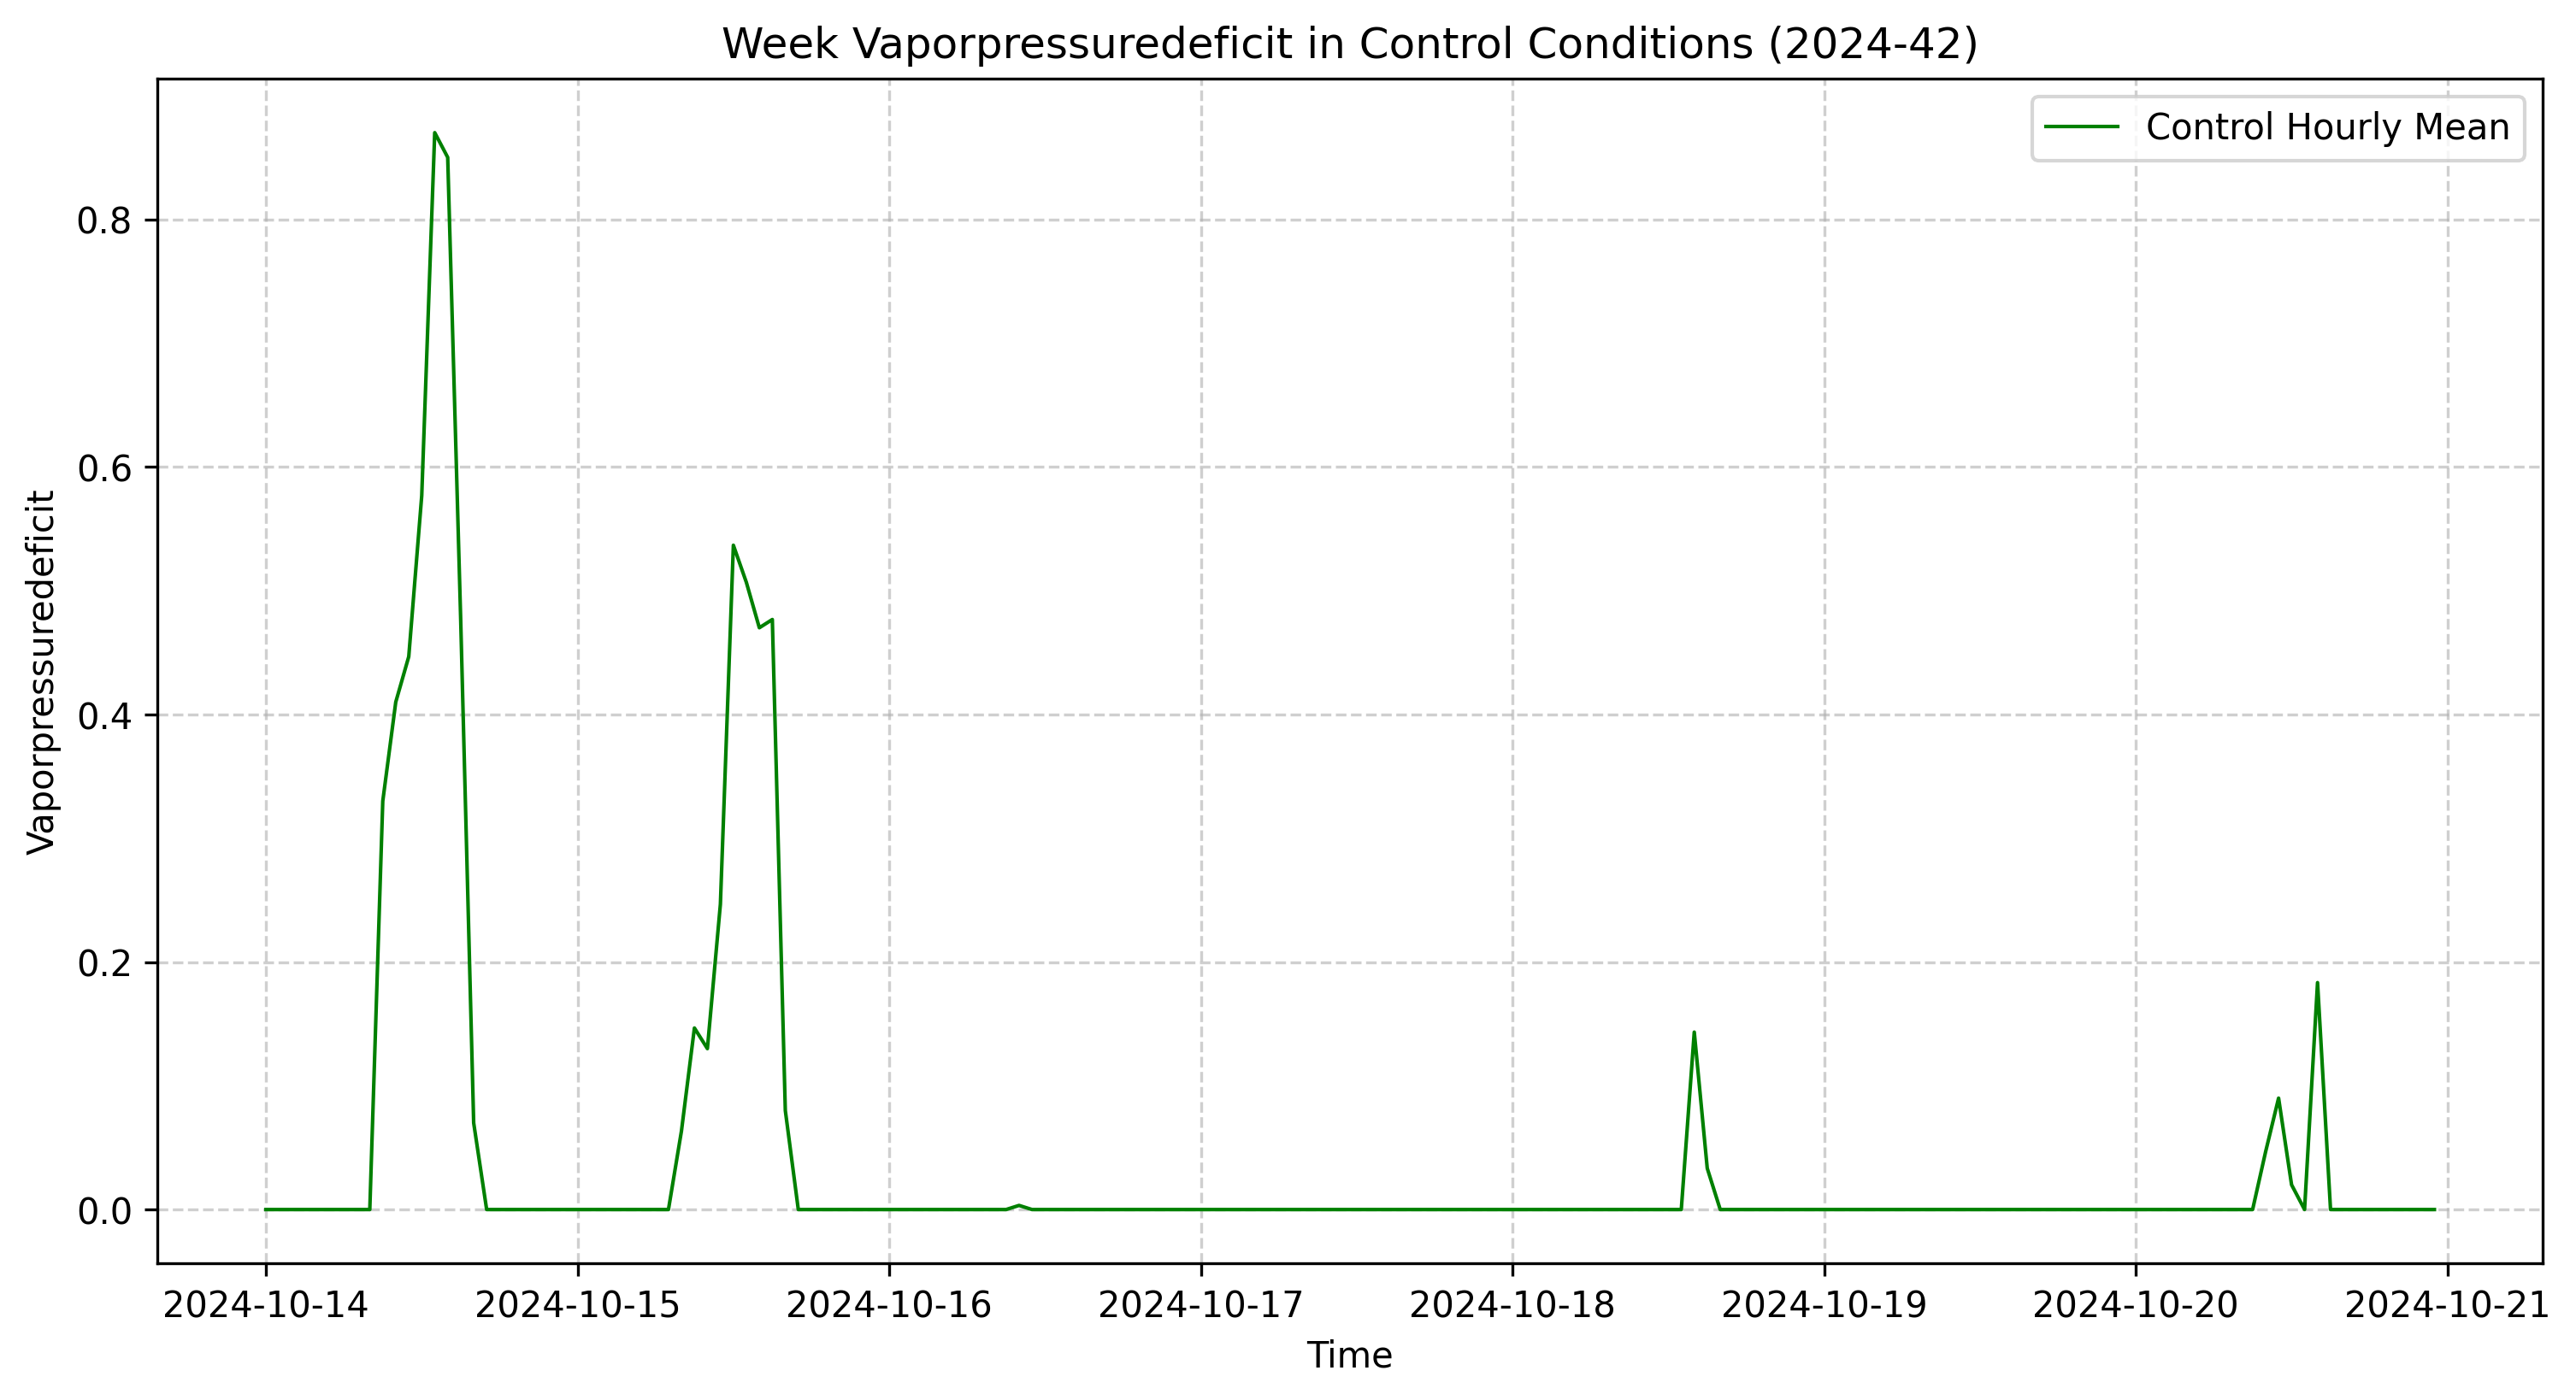 Week Vaporpressuredeficit in Control Conditions (2024-42)
Control Hourly Mean
Vaporpressuredeficit
0.8
0.6
0.4
0.2
0.0
2024-10-14 2024-10-15 2024-10-16 2024-10-17 2024-10-18 2024-10-19 2024-10-20 2024-10-21
Time